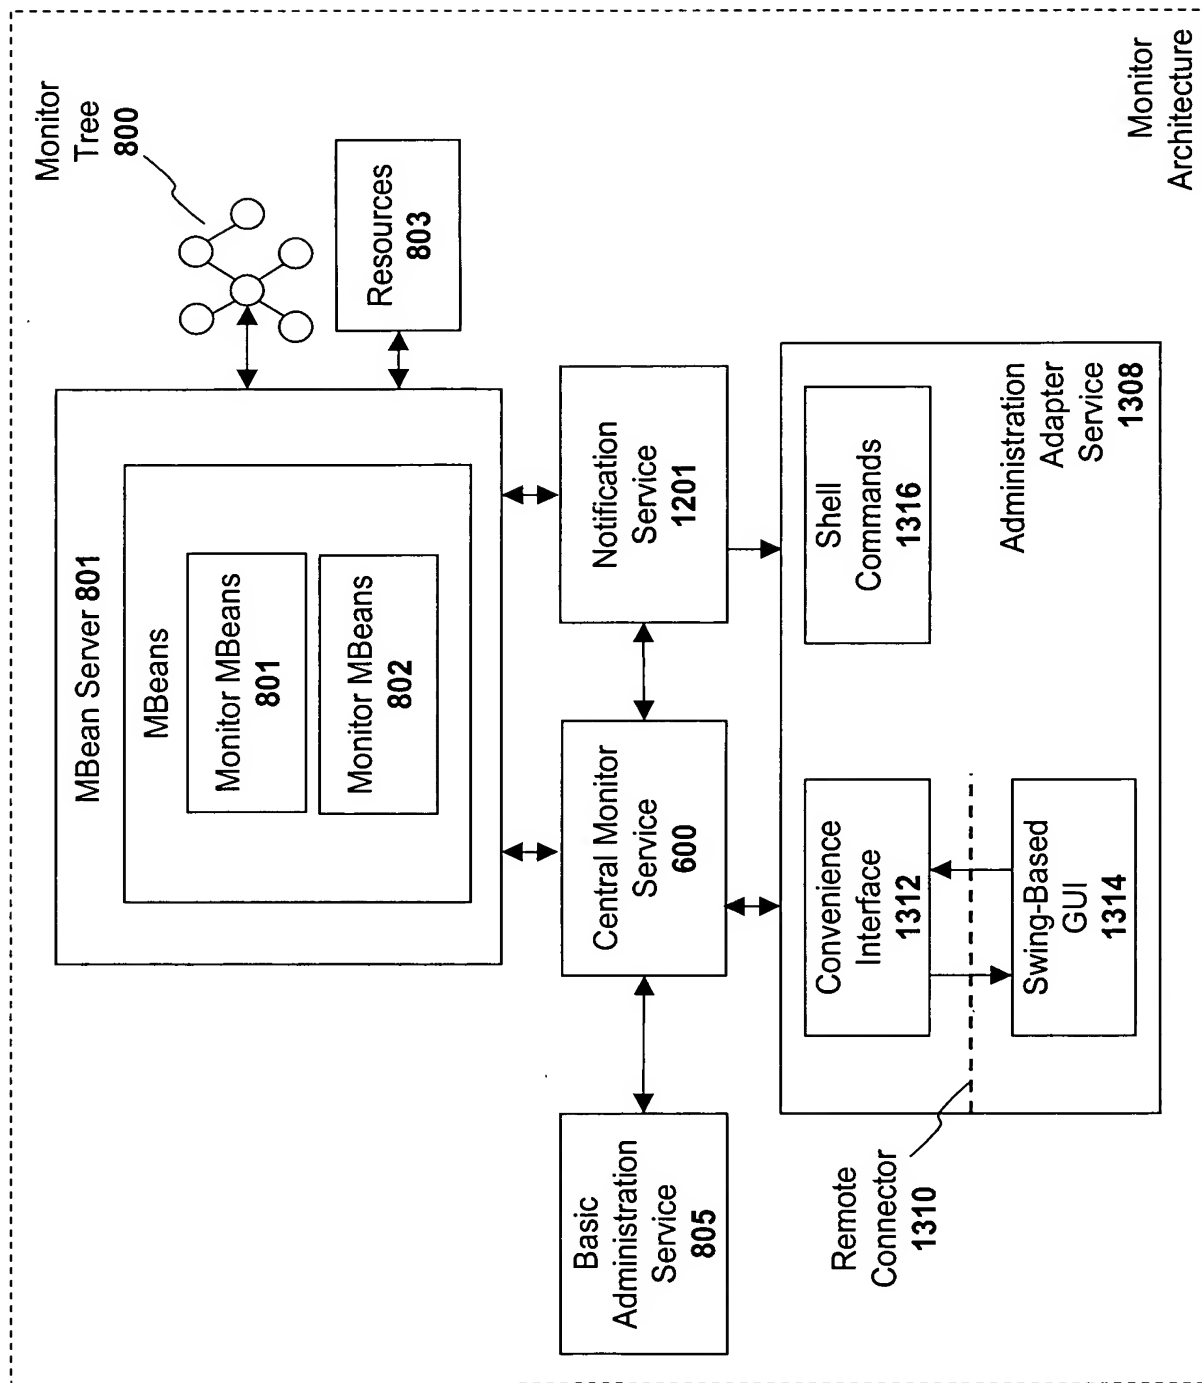 Monitor
Tree
800
MBean Server 801
MBeans
Monitor MBeans
801
Monitor MBeans
802
Resources
803
Basic
Administration
Service
805
Central Monitor
Service
600
Notification
Service
1201
Remote
Connector
1310
Convenience
Interface
1312
Swing-Based
GUI
1314
Shell
Commands
1316
Administration
Adapter
Service
1308
Monitor
Architecture